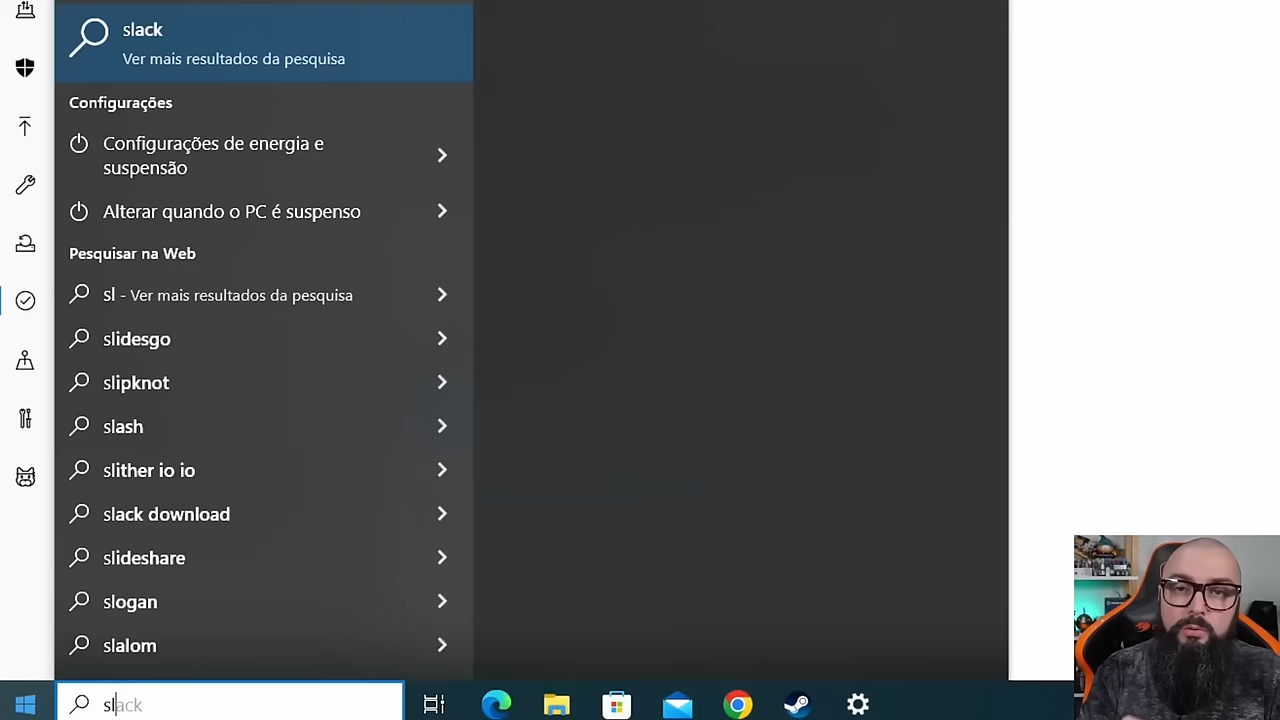 slack
Ver mais resultados da pesquisa
Configurações
Configurações de energia e
suspensão
Alterar quando o PC é suspenso
Pesquisar na Web
sl - Ver mais resultados da pesquisa
slidesgo
slipknot
slash
slither io io
slack download
slideshare
slogan
slalom
slack